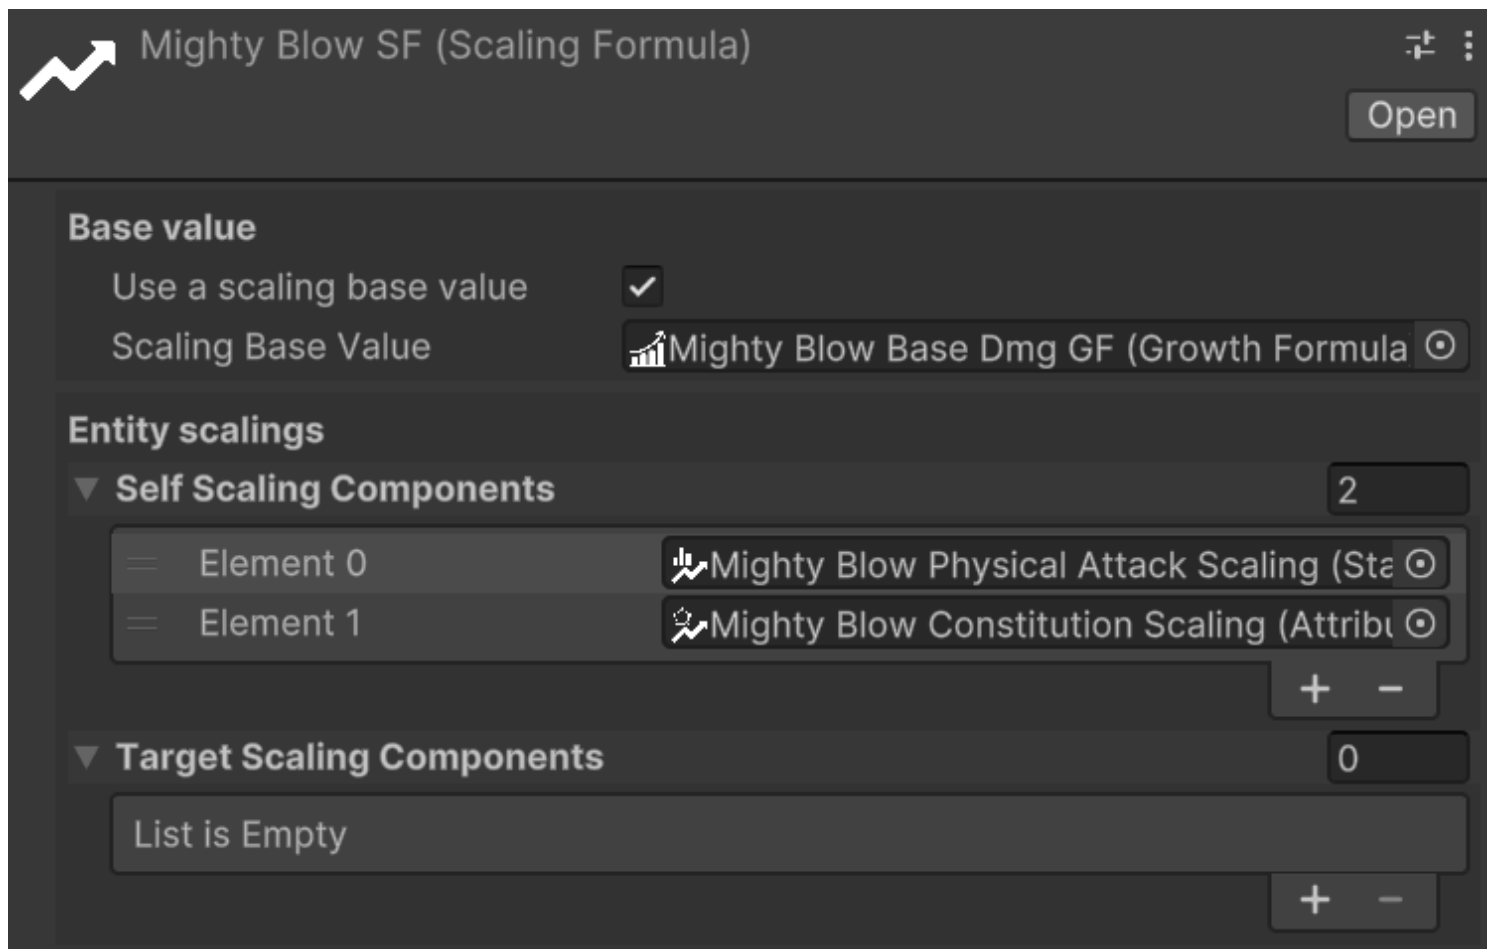 Mighty Blow SF (Scaling Formula)
Open
Base value
Use a scaling base value
Scaling Base Value Mighty Blow Base Dmg GF (Growth Formula
Entity scalings
Self Scaling Components 2
Element 0 Mighty Blow Physical Attack Scaling (Sta
Element 1 Mighty Blow Constitution Scaling (Attribu
+ −
Target Scaling Components 0
List is Empty
+ −